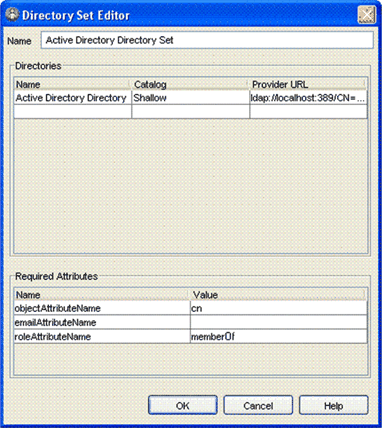 Directory Set Editor
Name Active Directory Directory Set
Directories
Name Catalog Provider URL
Active Directory Directory Shallow ldap://localhost:389/CN=...
Required Attributes
Name Value
objectAttributeName cn
emailAttributeName
roleAttributeName memberOf
OK Cancel Help